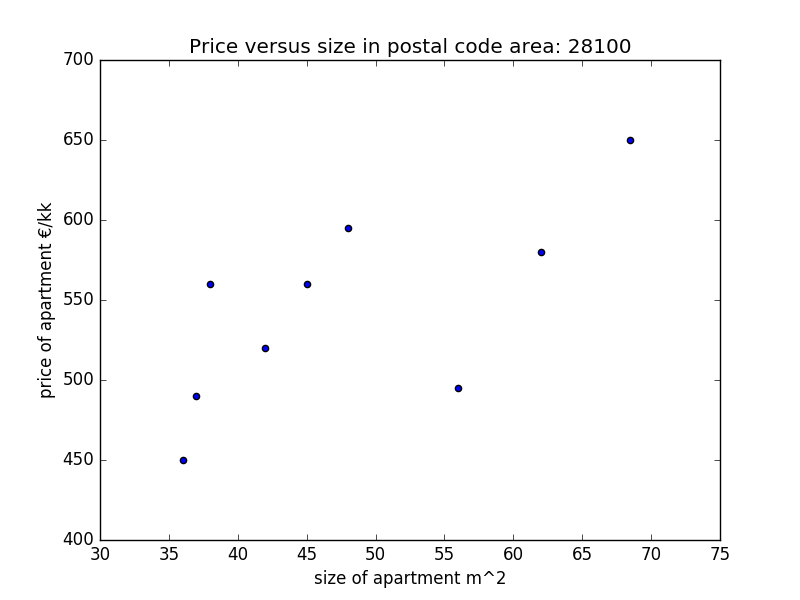 Price versus size in postal code area: 28100
700
650
600
550
500
450
400
price of apartment €/kk
30 35 40 45 50 55 60 65 70 75
size of apartment m^2